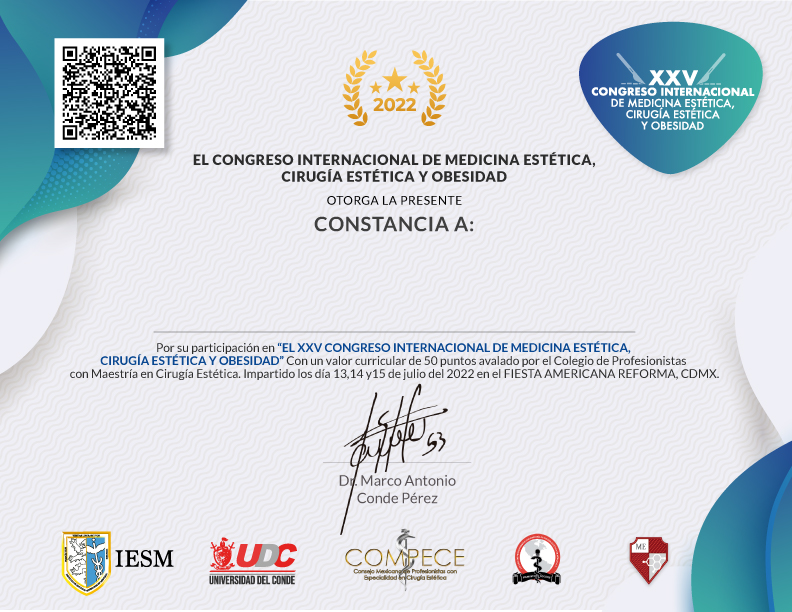 2022
XXV
CONGRESO INTERNACIONAL
DE MEDICINA ESTÉTICA,
CIRUGÍA ESTÉTICA
Y OBESIDAD
EL CONGRESO INTERNACIONAL DE MEDICINA ESTÉTICA,
CIRUGÍA ESTÉTICA Y OBESIDAD
OTORGA LA PRESENTE
CONSTANCIA A:
Por su participación en “EL XXV CONGRESO INTERNACIONAL DE MEDICINA ESTÉTICA,
CIRUGÍA ESTÉTICA Y OBESIDAD” Con un valor curricular de 50 puntos avalado por el Colegio de Profesionistas
con Maestría en Cirugía Estética. Impartido los día 13,14 y15 de julio del 2022 en el FIESTA AMERICANA REFORMA, CDMX.
Dr. Marco Antonio
Conde Pérez
IESM
UDC
UNIVERSIDAD DEL CONDE
COMPECE
Consejo Mexicano de Profesionistas con
Especialidad en Cirugía Estética
ME